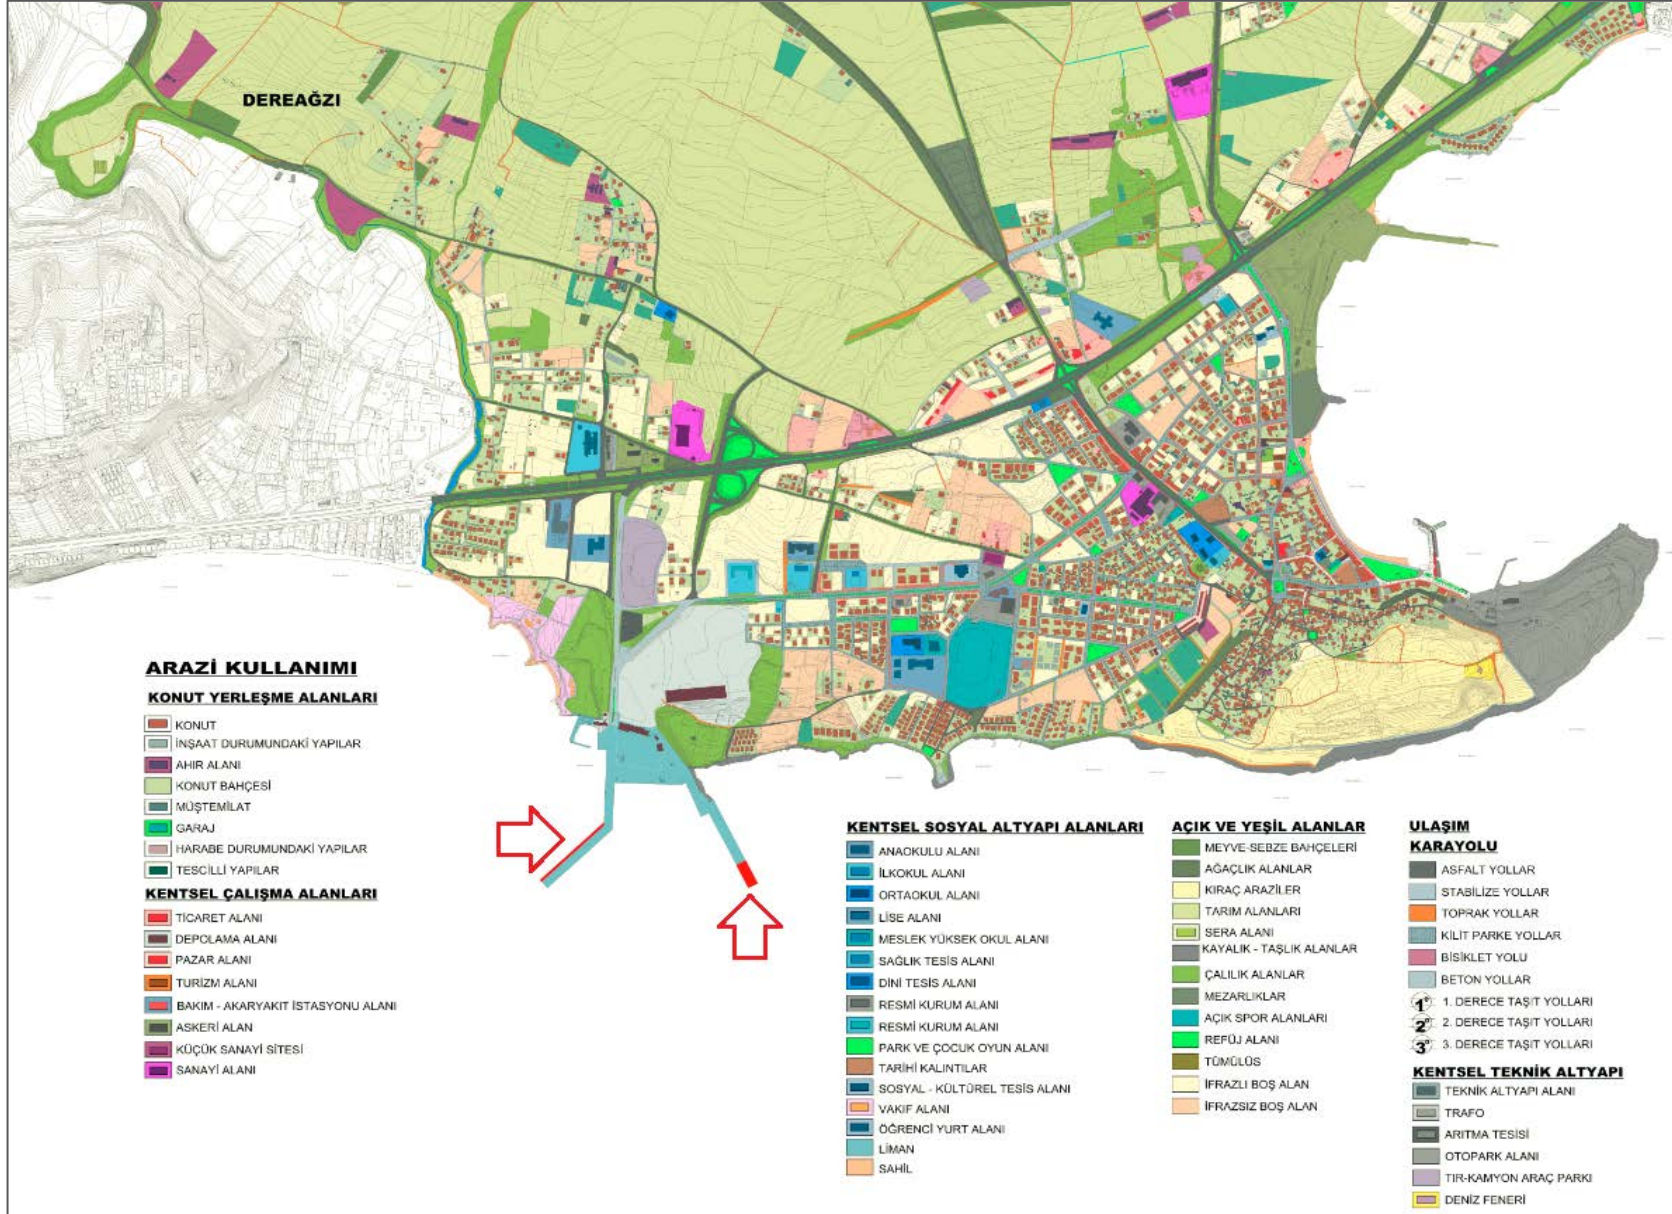 DEREAĞZI
ARAZİ KULLANIMI
KONUT YERLEŞME ALANLARI
KONUT
İNŞAAT DURUMUNDAKİ YAPILAR
AHIR ALANI
KONUT BAHÇESİ
MÜŞTEMİLAT
GARAJ
HARABE DURUMUNDAKİ YAPILAR
TESCİLLİ YAPILAR
KENTSEL ÇALIŞMA ALANLARI
TİCARET ALANI
DEPOLAMA ALANI
PAZAR ALANI
TURİZM ALANI
BAKIM - AKARYAKIT İSTASYONU ALANI
ASKERİ ALAN
KÜÇÜK SANAYİ SİTESİ
SANAYİ ALANI
KENTSEL SOSYAL ALTYAPI ALANLARI
ANAOKULU ALANI
İLKOKUL ALANI
ORTAOKUL ALANI
LİSE ALANI
MESLEK YÜKSEK OKUL ALANI
SAĞLIK TESİS ALANI
DİNİ TESİS ALANI
RESMİ KURUM ALANI
RESMİ KURUM ALANI
PARK VE ÇOCUK OYUN ALANI
TARİHİ KALINTILAR
SOSYAL - KÜLTÜREL TESİS ALANI
VAKIF ALANI
ÖĞRENCİ YURT ALANI
LİMAN
SAHİL
AÇIK VE YEŞİL ALANLAR
MEYVE-SEBZE BAHÇELERİ
AĞAÇLIK ALANLAR
KIRAÇ ARAZİLER
TARIM ALANLARI
SERA ALANI
KAYALIK - TAŞLIK ALANLAR
ÇALILIK ALANLAR
MEZARLIKLAR
AÇIK SPOR ALANLARI
REFÜJ ALANI
TÜMÜLÜS
İFRAZLI BOŞ ALAN
İFRAZSIZ BOŞ ALAN
ULAŞIM
KARAYOLU
ASFALT YOLLAR
STABİLİZE YOLLAR
TOPRAK YOLLAR
KİLİT PARKE YOLLAR
BİSİKLET YOLU
BETON YOLLAR
1° 1. DERECE TAŞIT YOLLARI
2° 2. DERECE TAŞIT YOLLARI
3° 3. DERECE TAŞIT YOLLARI
KENTSEL TEKNİK ALTYAPI
TEKNİK ALTYAPI ALANI
TRAFO
ARITMA TESİSİ
OTOPARK ALANI
TIR-KAMYON ARAÇ PARKI
DENİZ FENERİ